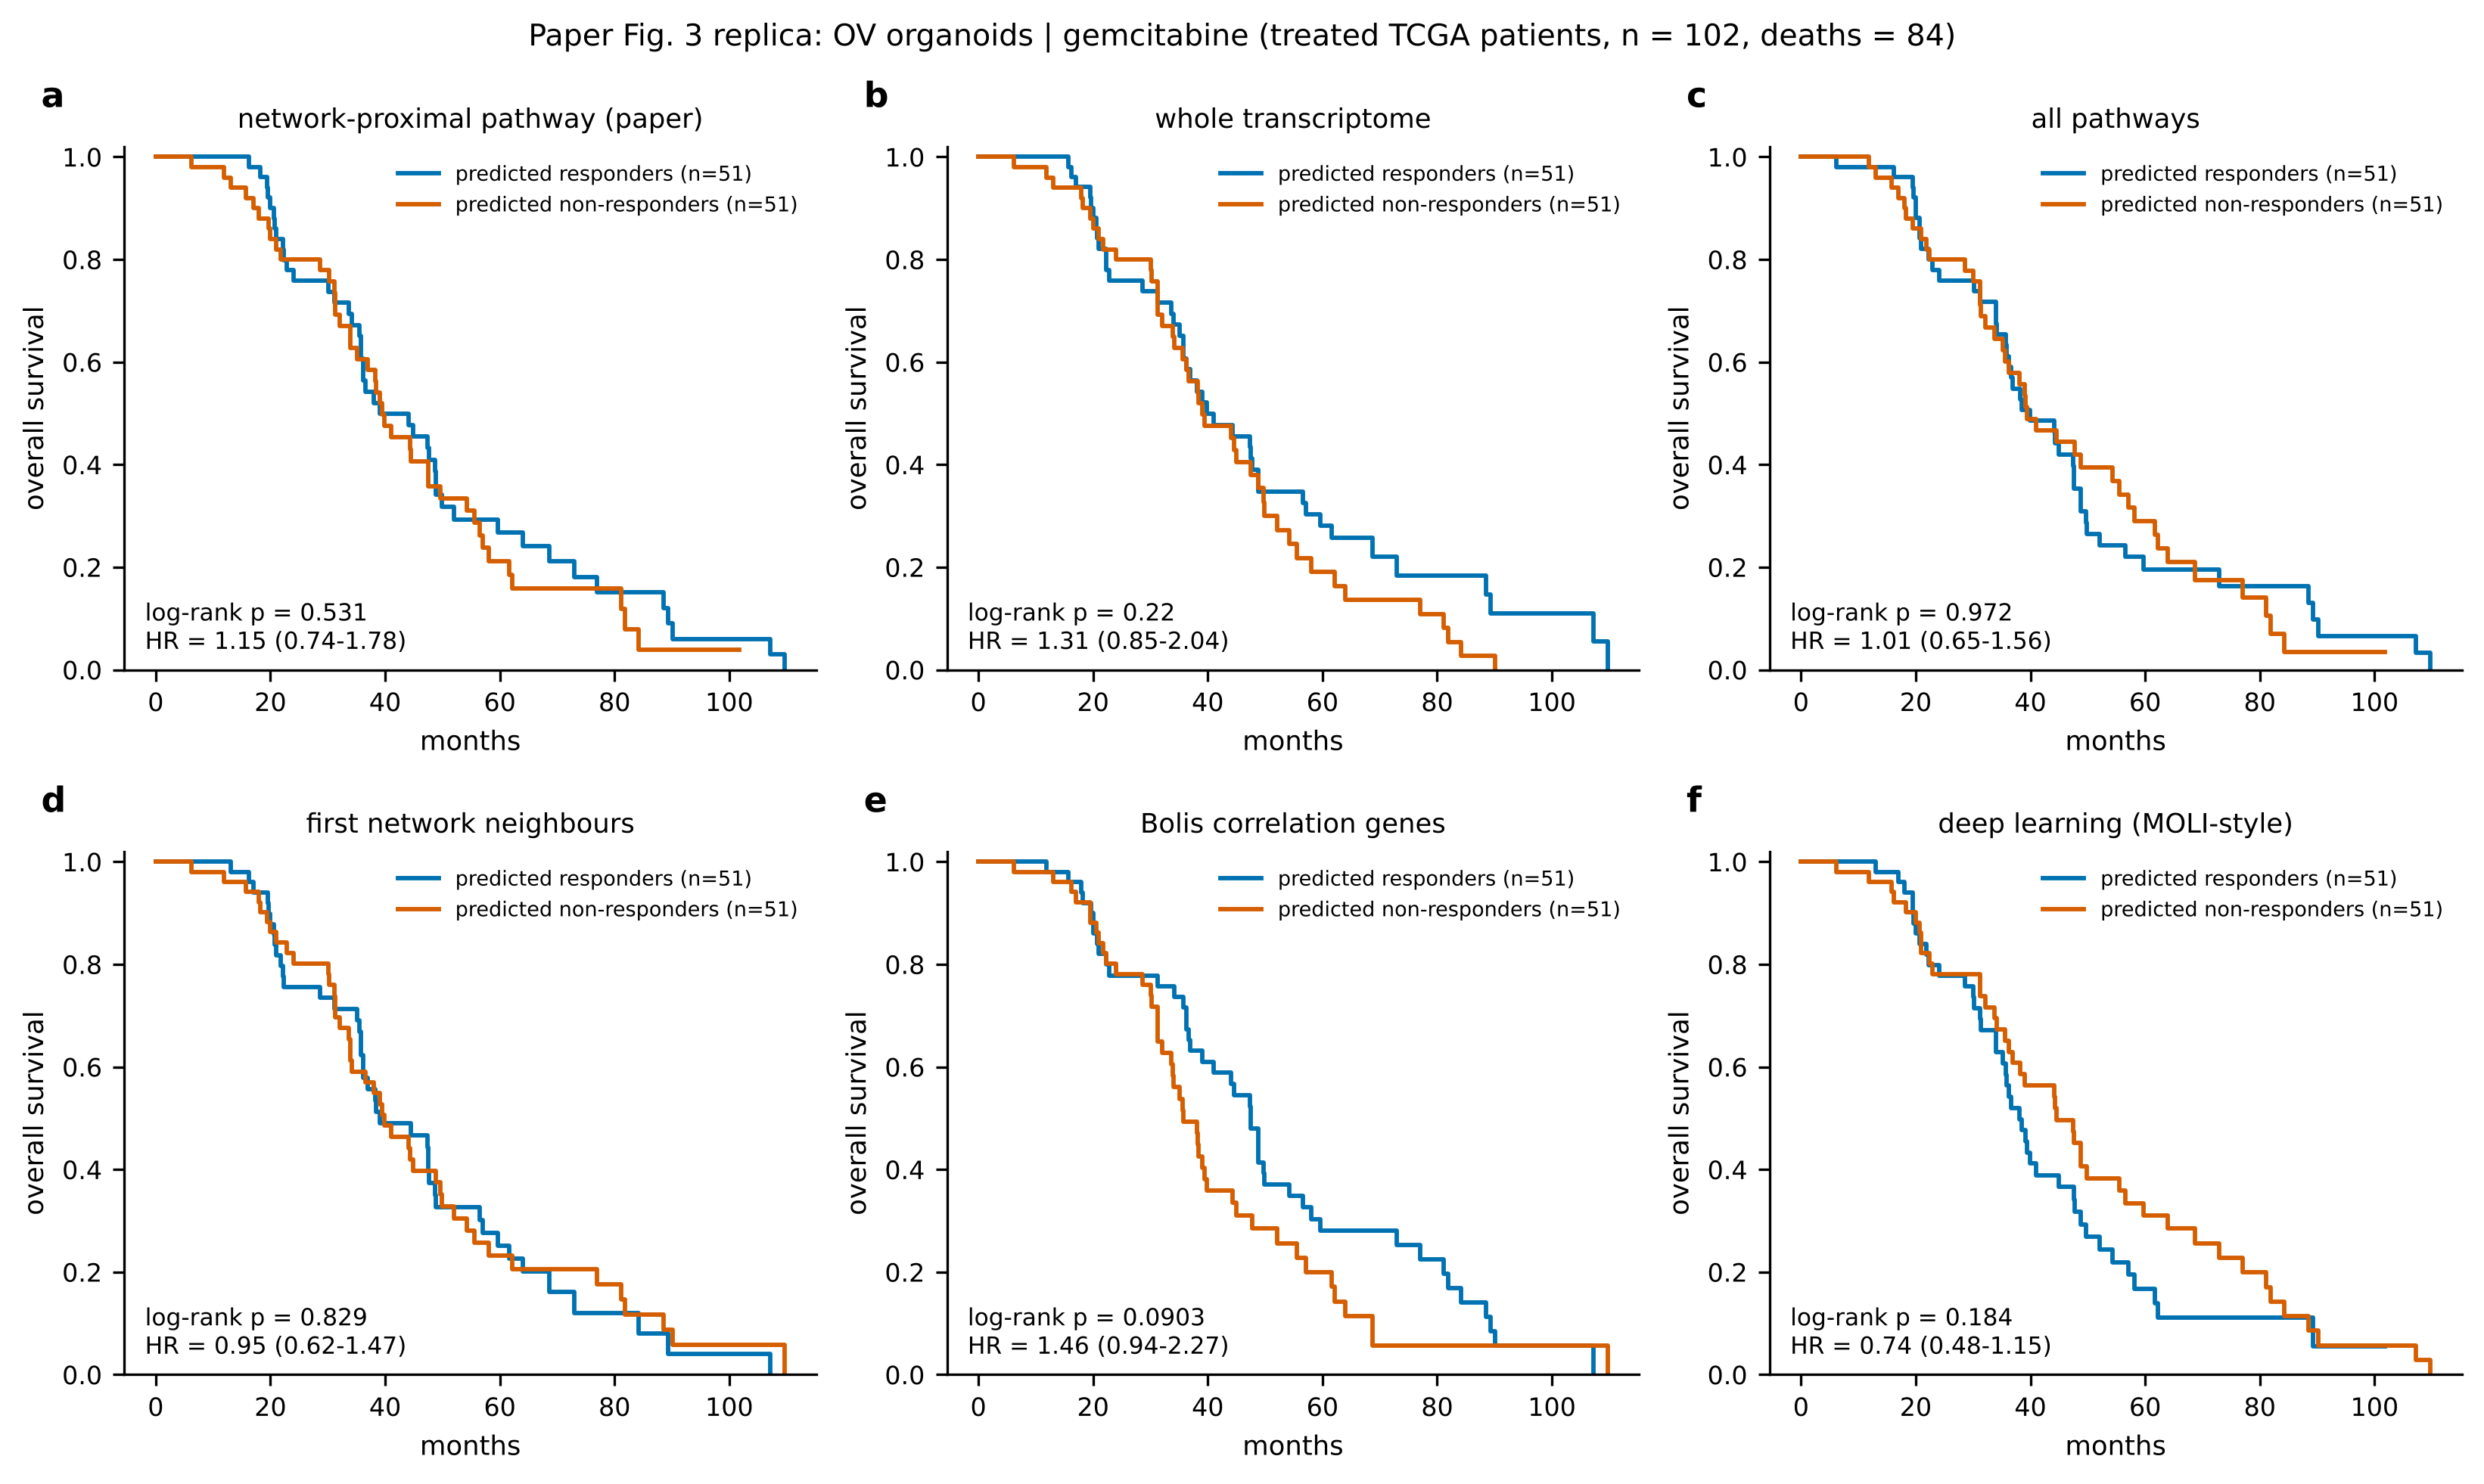 Paper Fig. 3 replica: OV organoids | gemcitabine (treated TCGA patients, n = 102, deaths = 84)
a
network-proximal pathway (paper)
predicted responders (n=51)
predicted non-responders (n=51)
1.0
0.8
0.6
0.4
0.2
0.0
overall survival
log-rank p = 0.531
HR = 1.15 (0.74-1.78)
0 20 40 60 80 100
months
b
whole transcriptome
predicted responders (n=51)
predicted non-responders (n=51)
1.0
0.8
0.6
0.4
0.2
0.0
overall survival
log-rank p = 0.22
HR = 1.31 (0.85-2.04)
0 20 40 60 80 100
months
c
all pathways
predicted responders (n=51)
predicted non-responders (n=51)
1.0
0.8
0.6
0.4
0.2
0.0
overall survival
log-rank p = 0.972
HR = 1.01 (0.65-1.56)
0 20 40 60 80 100
months
d
first network neighbours
predicted responders (n=51)
predicted non-responders (n=51)
1.0
0.8
0.6
0.4
0.2
0.0
overall survival
log-rank p = 0.829
HR = 0.95 (0.62-1.47)
0 20 40 60 80 100
months
e
Bolis correlation genes
predicted responders (n=51)
predicted non-responders (n=51)
1.0
0.8
0.6
0.4
0.2
0.0
overall survival
log-rank p = 0.0903
HR = 1.46 (0.94-2.27)
0 20 40 60 80 100
months
f
deep learning (MOLI-style)
predicted responders (n=51)
predicted non-responders (n=51)
1.0
0.8
0.6
0.4
0.2
0.0
overall survival
log-rank p = 0.184
HR = 0.74 (0.48-1.15)
0 20 40 60 80 100
months